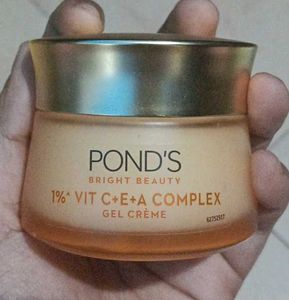 POND'S
BRIGHT BEAUTY
1%^ VIT C+E+A COMPLEX
GEL CRÈME